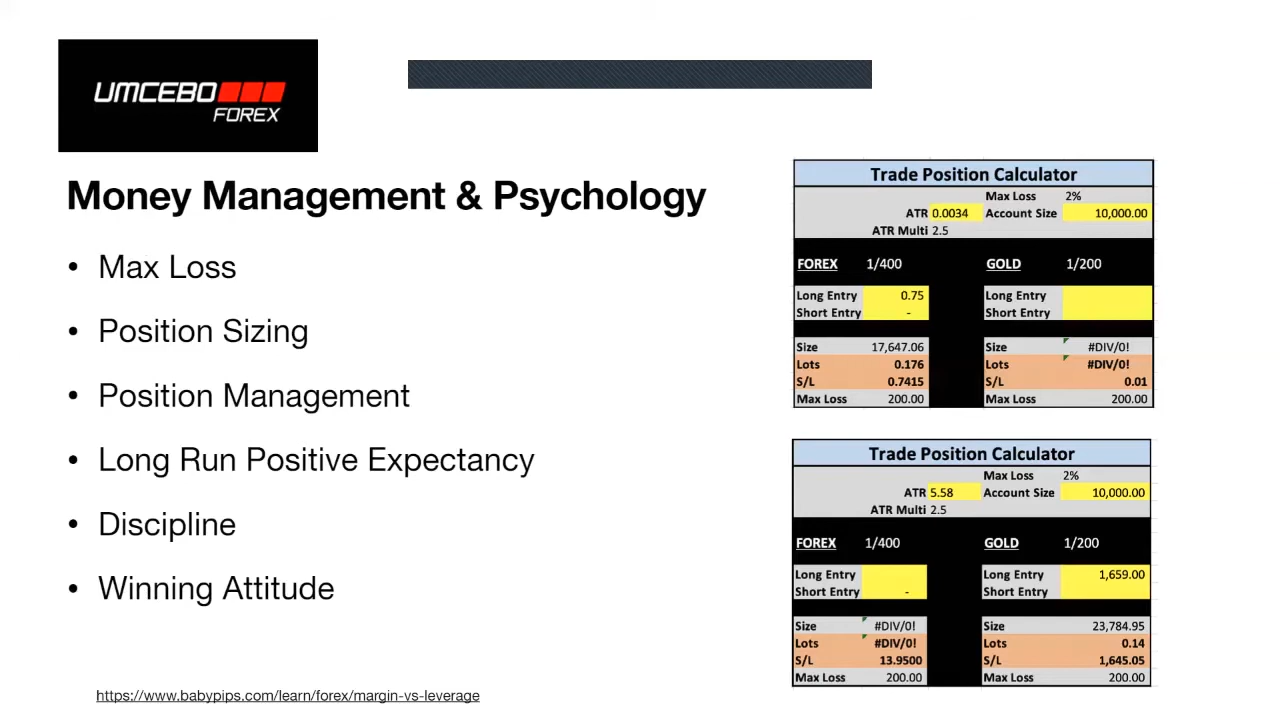 UMCEBO
FOREX
Money Management & Psychology
• Max Loss
• Position Sizing
• Position Management
• Long Run Positive Expectancy
• Discipline
• Winning Attitude
https://www.babypips.com/learn/forex/margin-vs-leverage
Trade Position Calculator
Max Loss 2%
ATR 0.0034 Account Size 10,000.00
ATR Multi 2.5
FOREX 1/400 GOLD 1/200
Long Entry 0.75 Long Entry
Short Entry - Short Entry
Size 17,647.06 Size #DIV/0!
Lots 0.176 Lots #DIV/0!
S/L 0.7415 S/L 0.01
Max Loss 200.00 Max Loss 200.00
Trade Position Calculator
Max Loss 2%
ATR 5.58 Account Size 10,000.00
ATR Multi 2.5
FOREX 1/400 GOLD 1/200
Long Entry Long Entry 1,659.00
Short Entry - Short Entry
Size #DIV/0! Size 23,784.95
Lots #DIV/0! Lots 0.14
S/L 13.9500 S/L 1,645.05
Max Loss 200.00 Max Loss 200.00